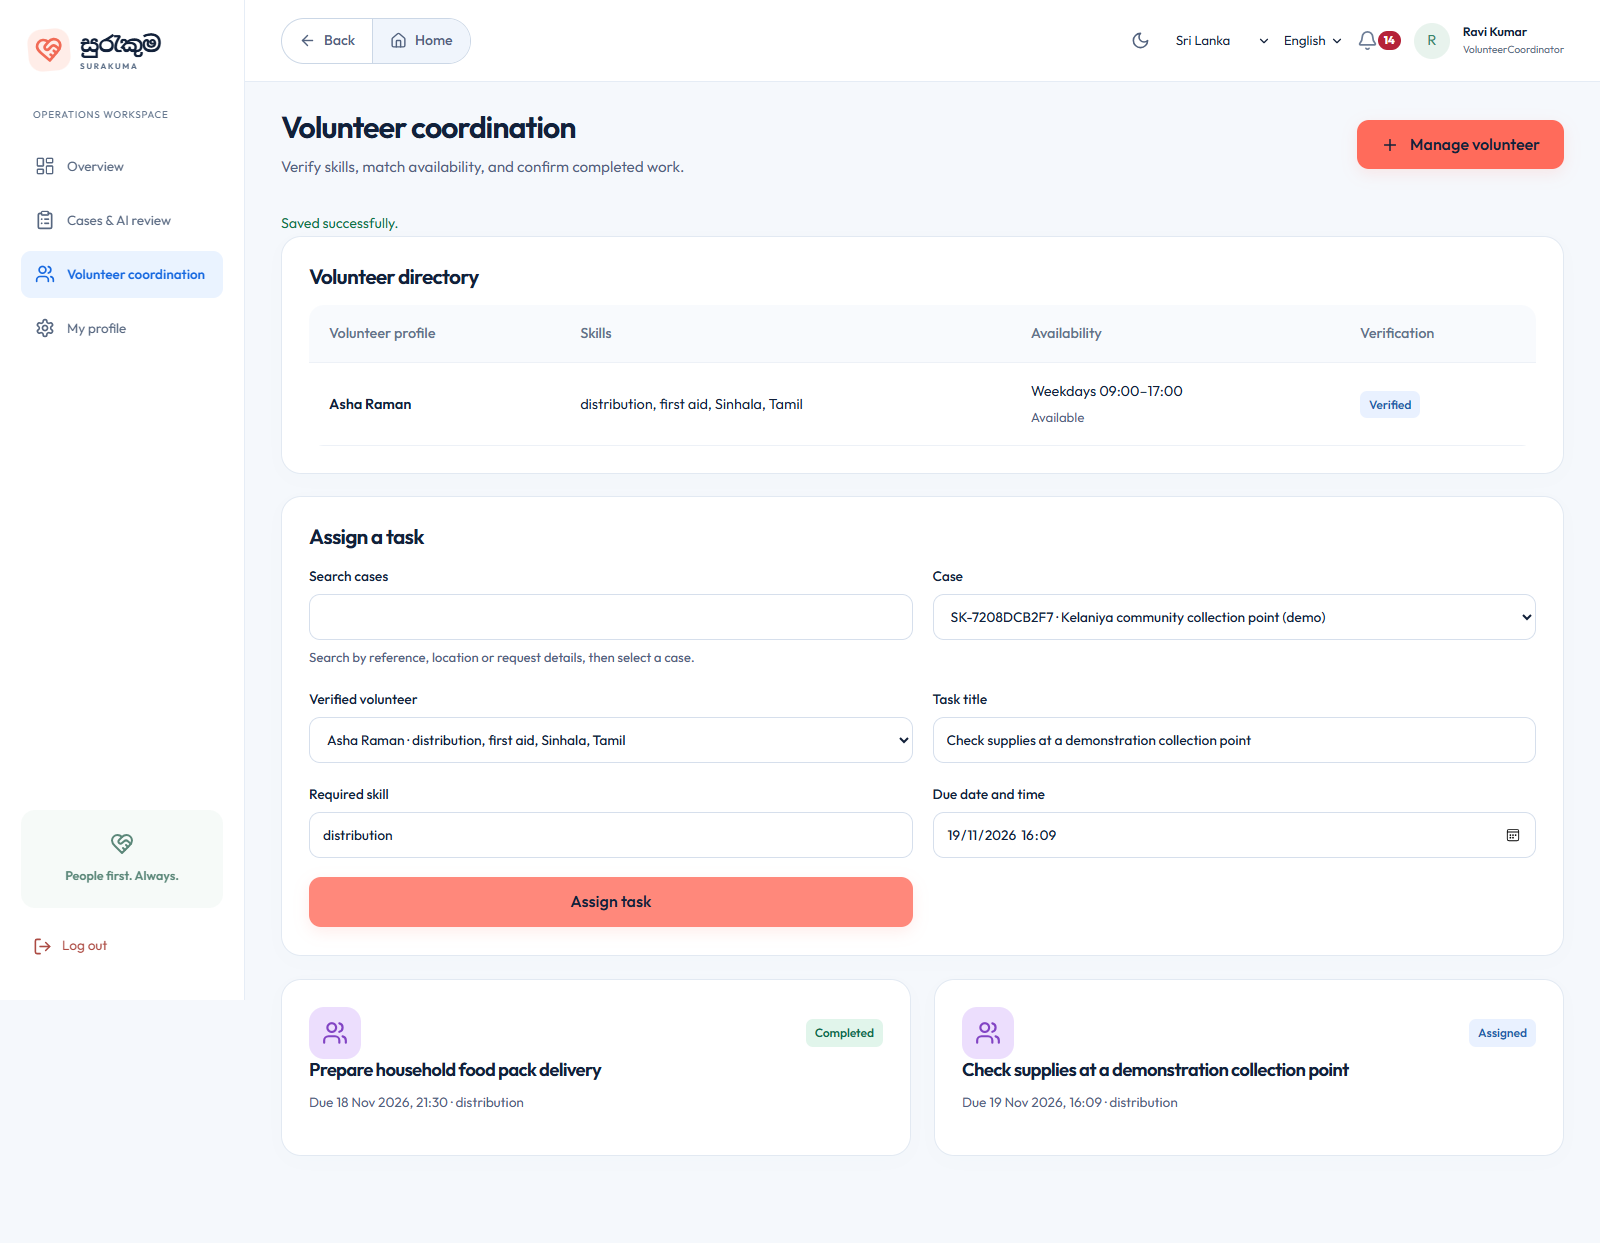 සුරැකුම
SURAKUMA
OPERATIONS WORKSPACE
Overview
Cases & AI review
Volunteer coordination
My profile
People first. Always.
Log out
Back
Home
Sri Lanka
English
14
R
Ravi Kumar
VolunteerCoordinator
Volunteer coordination
Verify skills, match availability, and confirm completed work.
+ Manage volunteer
Saved successfully.
Volunteer directory
Volunteer profile Skills Availability Verification
Asha Raman distribution, first aid, Sinhala, Tamil Weekdays 09:00–17:00 Verified
Available
Assign a task
Search cases
Case
SK-7208DCB2F7 · Kelaniya community collection point (demo)
Search by reference, location or request details, then select a case.
Verified volunteer
Asha Raman · distribution, first aid, Sinhala, Tamil
Task title
Check supplies at a demonstration collection point
Required skill
distribution
Due date and time
19/11/2026 16:09
Assign task
Completed
Prepare household food pack delivery
Due 18 Nov 2026, 21:30 · distribution
Assigned
Check supplies at a demonstration collection point
Due 19 Nov 2026, 16:09 · distribution